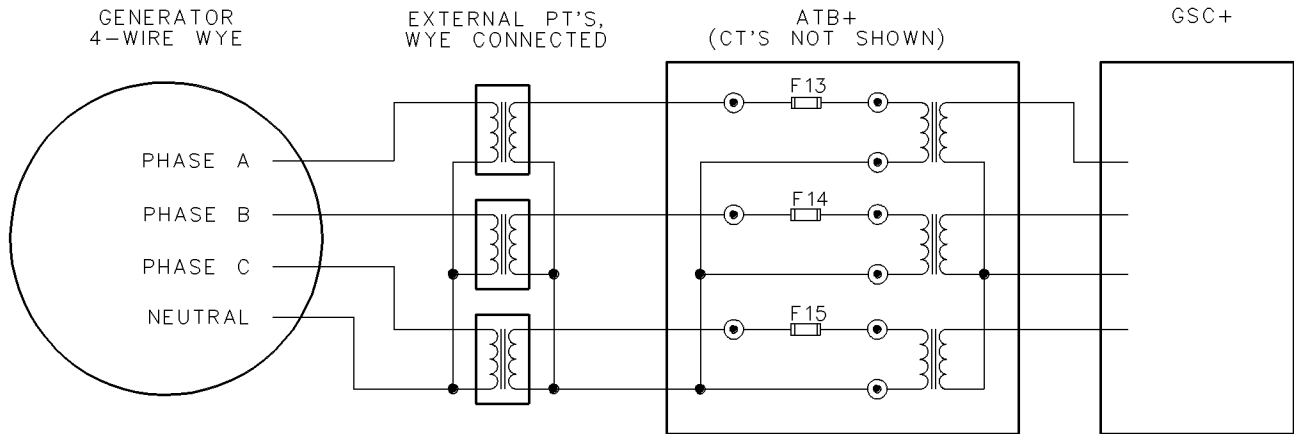 GENERATOR
4-WIRE WYE
EXTERNAL PT'S,
WYE CONNECTED
ATB+
(CT'S NOT SHOWN)
GSC+
PHASE A
PHASE B
PHASE C
NEUTRAL
F13
F14
F15